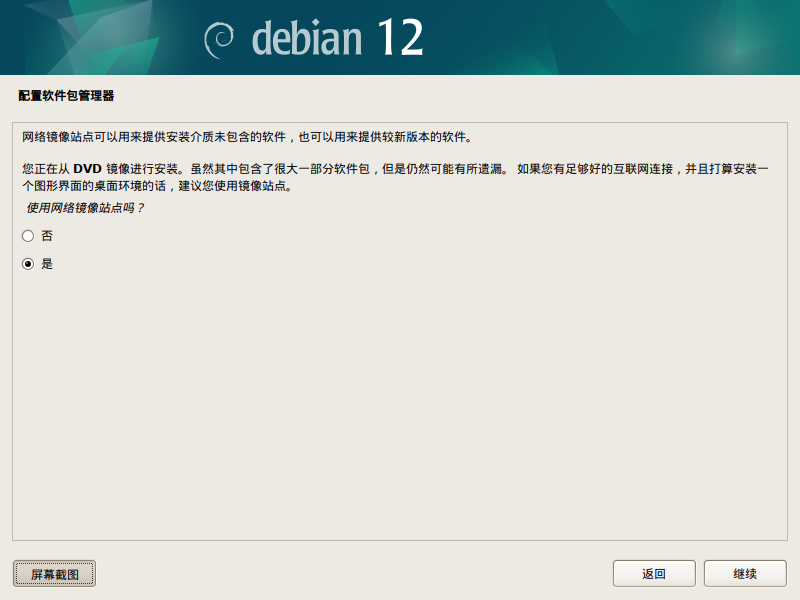 debian 12
配置软件包管理器
网络镜像站点可以用来提供安装介质未包含的软件，也可以用来提供较新版本的软件。
您正在从 DVD 镜像进行安装。虽然其中包含了很大一部分软件包，但是仍然可能有所遗漏。 如果您有足够好的互联网连接，并且打算安装一
个图形界面的桌面环境的话，建议您使用镜像站点。
使用网络镜像站点吗？
否
是
屏幕截图
返回
继续